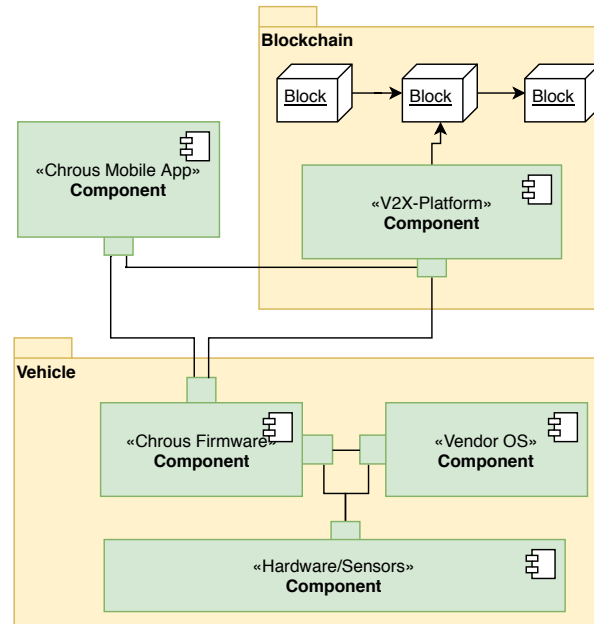 Blockchain
Block
Block
Block
«Chrous Mobile App»
Component
«V2X-Platform»
Component
Vehicle
«Chrous Firmware»
Component
«Vendor OS»
Component
«Hardware/Sensors»
Component